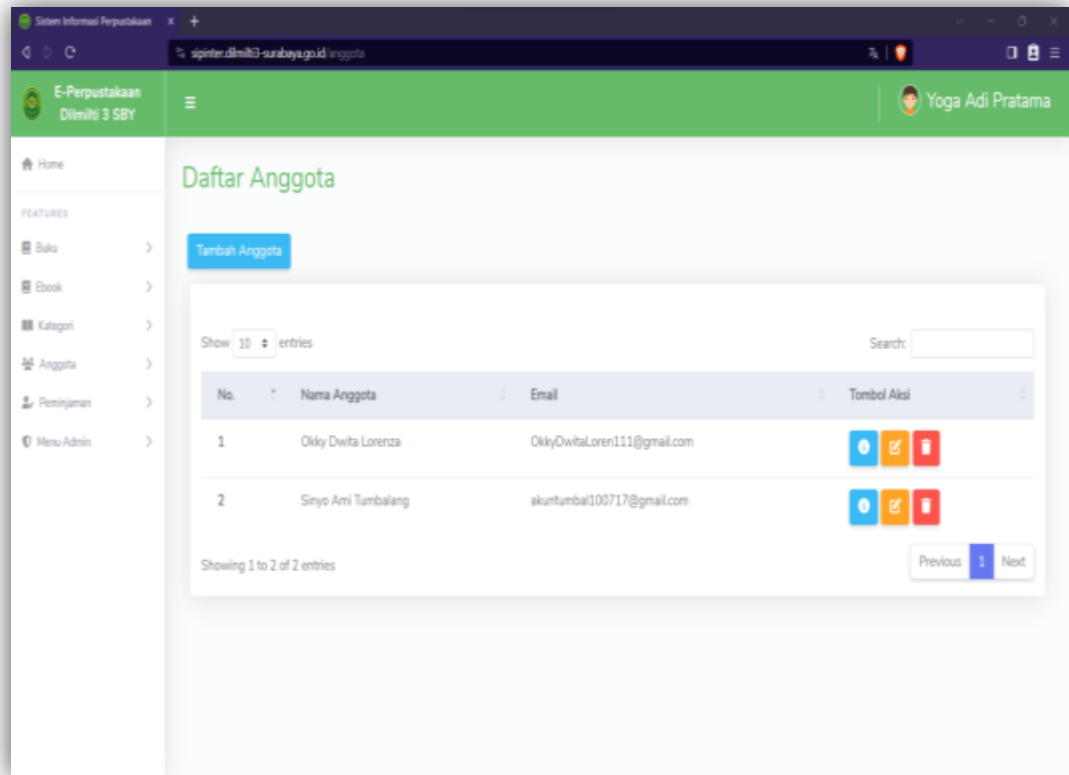 Sistem Informasi Perpustakaan
sipinter.dilmilti3-surabaya.go.id/anggota
E-Perpustakaan
Dilmilti 3 SBY
Yoga Adi Pratama
Home
Daftar Anggota
FEATURES
Buku
Tambah Anggota
Ebook
Kategori
Show 10 entries
Search:
Anggota
No. Nama Anggota Email Tombol Aksi
Peminjaman
Menu Admin
1 Okky Dwita Lorenza OkkyDwitaLoren111@gmail.com
2 Sinyo Ami Tumbalang akuntumbal100717@gmail.com
Showing 1 to 2 of 2 entries
Previous 1 Next